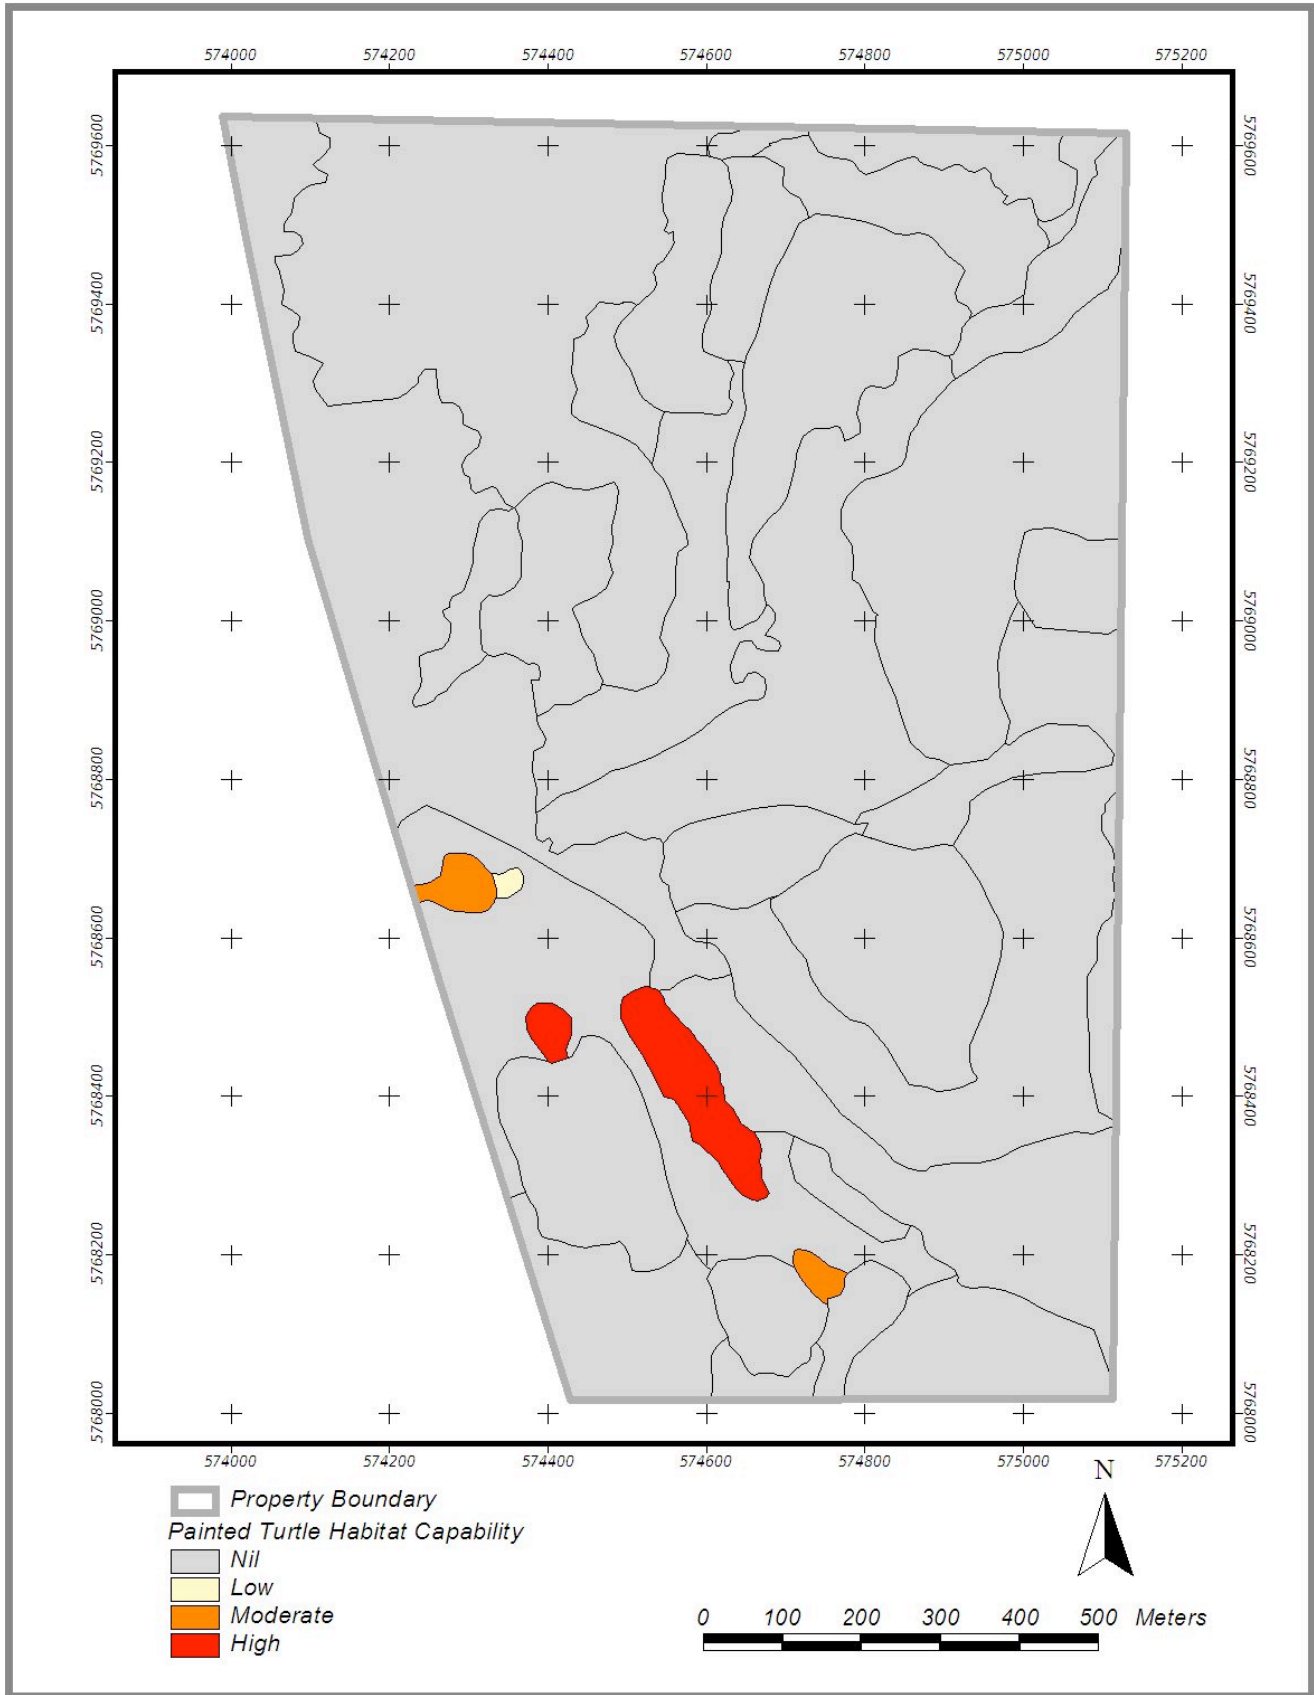 574000 574200 574400 574600 574800 575000 575200
5769600 5769600
5769400 5769400
5769200 5769200
5769000 5769000
5768800 5768800
5768600 5768600
5768400 5768400
5768200 5768200
5768000 5768000
574000 574200 574400 574600 574800 575000 575200
N
Property Boundary
Painted Turtle Habitat Capability
Nil
Low
Moderate
High
0 100 200 300 400 500 Meters